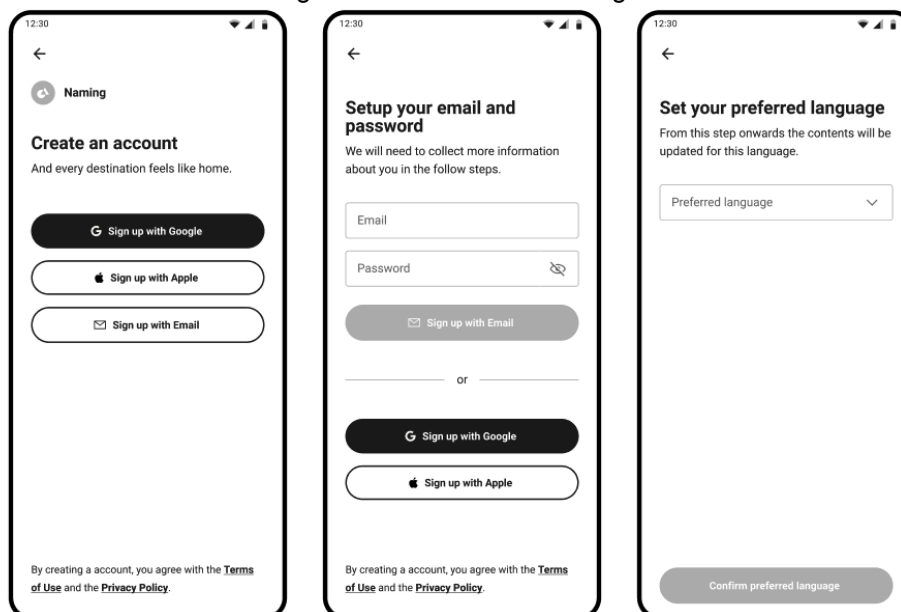 12:30
Naming
Create an account
And every destination feels like home.
Sign up with Google
Sign up with Apple
Sign up with Email
By creating a account, you agree with the Terms
of Use and the Privacy Policy.
12:30
Setup your email and
password
We will need to collect more information
about you in the follow steps.
Email
Password
Sign up with Email
or
Sign up with Google
Sign up with Apple
By creating a account, you agree with the Terms
of Use and the Privacy Policy.
12:30
Set your preferred language
From this step onwards the contents will be
updated for this language.
Preferred language
Confirm preferred language